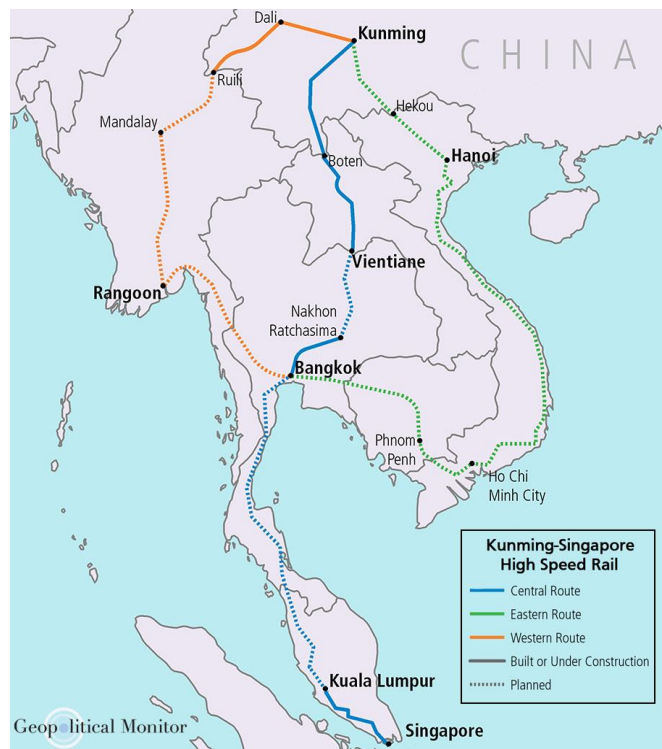 Dali
Kunming
CHINA
Ruili
Hekou
Mandalay
Boten
Hanoi
Vientiane
Rangoon
Nakhon
Ratchasima
Bangkok
Phnom
Penh
Ho Chi
Minh City
Kunming-Singapore
High Speed Rail
Central Route
Eastern Route
Western Route
Built or Under Construction
Planned
Kuala Lumpur
Geopolitical Monitor
Singapore